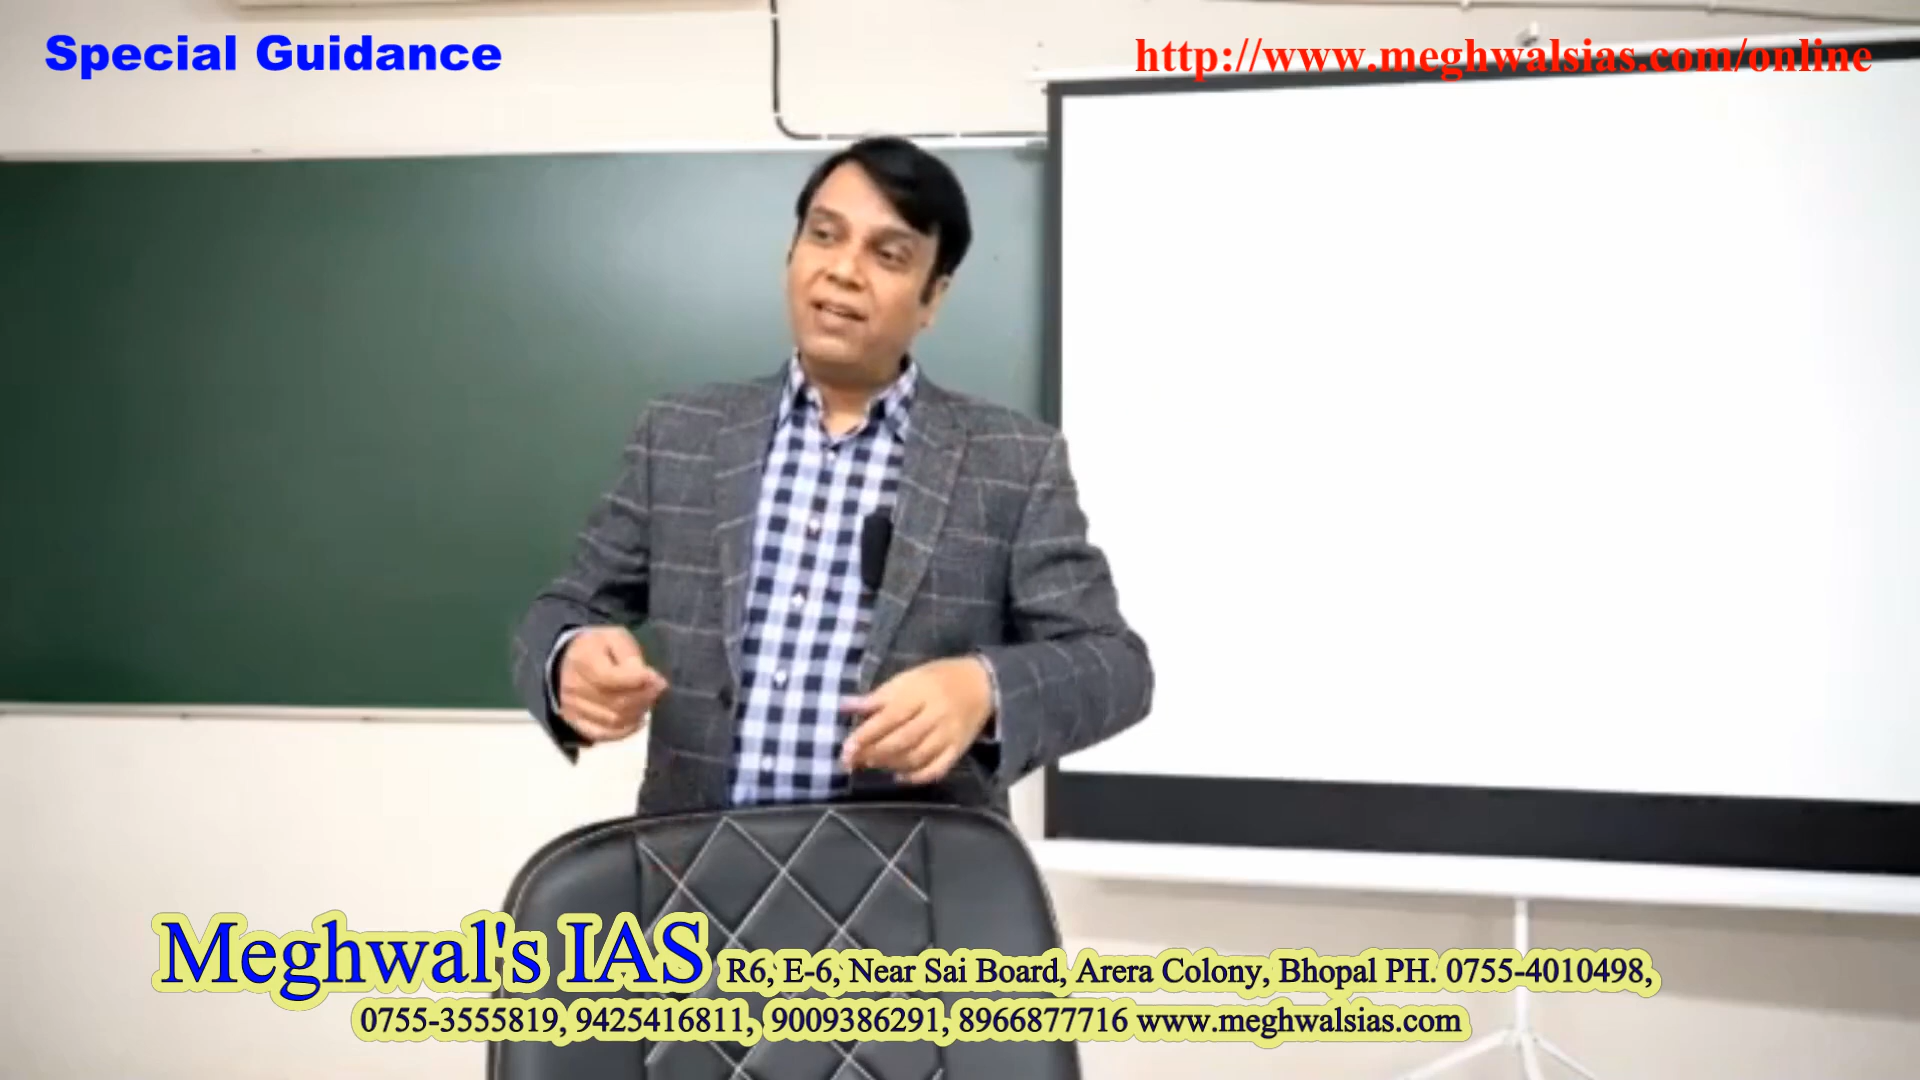 Special Guidance
http://www.meghwalsias.com/online
Meghwal's IAS R6, E-6, Near Sai Board, Arera Colony, Bhopal PH. 0755-4010498,
0755-3555819, 9425416811, 9009386291, 8966877716 www.meghwalsias.com